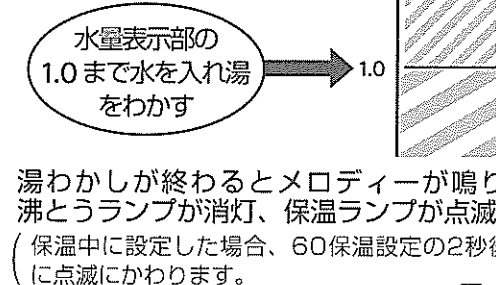 水量表示部の
1.0まで水を入れ湯
をわかす
1.0
湯わかしが終わるとメロディーが鳴り
沸とうランプが消灯、保温ランプが点滅
(保温中に設定した場合、60保温設定の2秒後
に点滅にかわります。